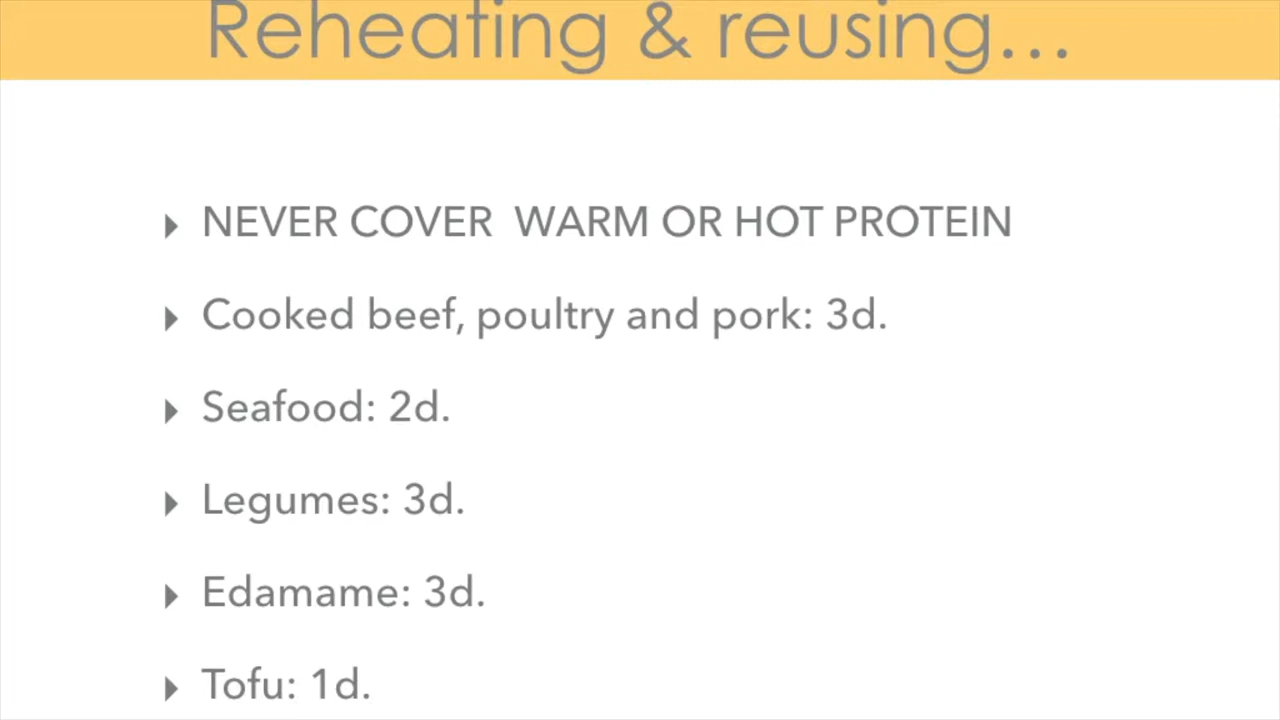 Reheating & reusing...
NEVER COVER WARM OR HOT PROTEIN
Cooked beef, poultry and pork: 3d.
Seafood: 2d.
Legumes: 3d.
Edamame: 3d.
Tofu: 1d.